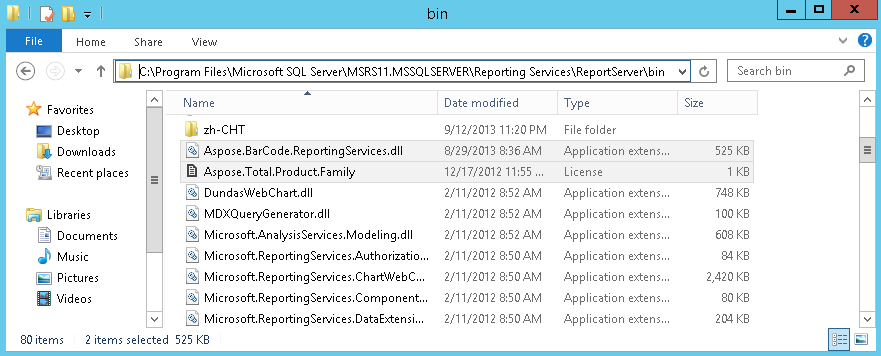 bin
File Home Share View
C:\Program Files\Microsoft SQL Server\MSRS11.MSSQLSERVER\Reporting Services\ReportServer\bin Search bin
Favorites
Desktop
Downloads
Recent places
Libraries
Documents
Music
Pictures
Videos
Name Date modified Type Size
zh-CHT 9/12/2013 11:20 PM File folder
Aspose.BarCode.ReportingServices.dll 8/29/2013 8:36 AM Application extens... 525 KB
Aspose.Total.Product.Family 12/17/2012 11:55 ... License 1 KB
DundasWebChart.dll 2/11/2012 8:52 AM Application extens... 748 KB
MDXQueryGenerator.dll 2/11/2012 8:52 AM Application extens... 100 KB
Microsoft.AnalysisServices.Modeling.dll 2/11/2012 8:52 AM Application extens... 608 KB
Microsoft.ReportingServices.Authorizatio... 2/11/2012 8:50 AM Application extens... 84 KB
Microsoft.ReportingServices.ChartWebC... 2/11/2012 8:50 AM Application extens... 2,420 KB
Microsoft.ReportingServices.Component... 2/11/2012 8:50 AM Application extens... 80 KB
Microsoft.ReportingServices.DataExtensi... 2/11/2012 8:50 AM Application extens... 204 KB
80 items 2 items selected 525 KB